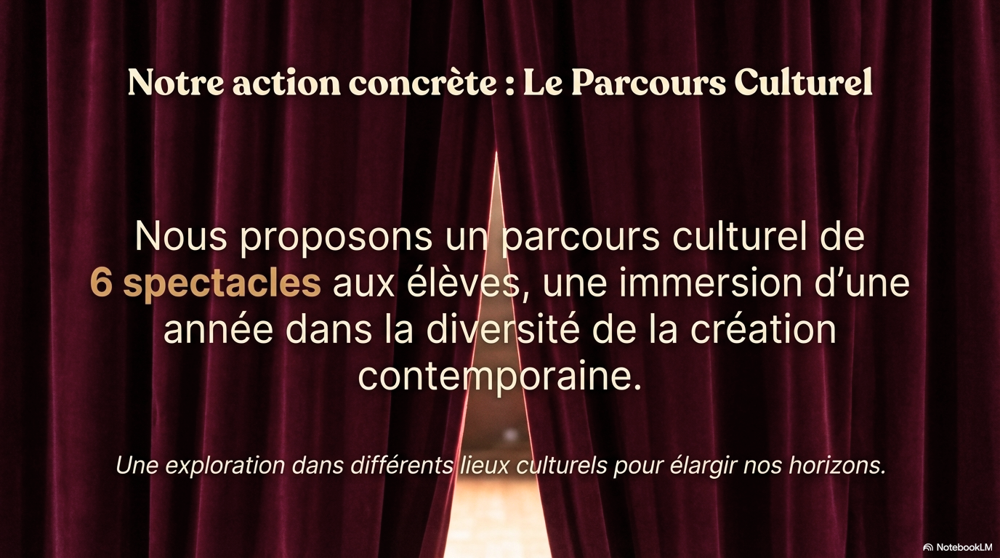 Notre action concrète : Le Parcours Culturel
Nous proposons un parcours culturel de
6 spectacles aux élèves, une immersion d’une
année dans la diversité de la création
contemporaine.
Une exploration dans différents lieux culturels pour élargir nos horizons.
NotebookLM